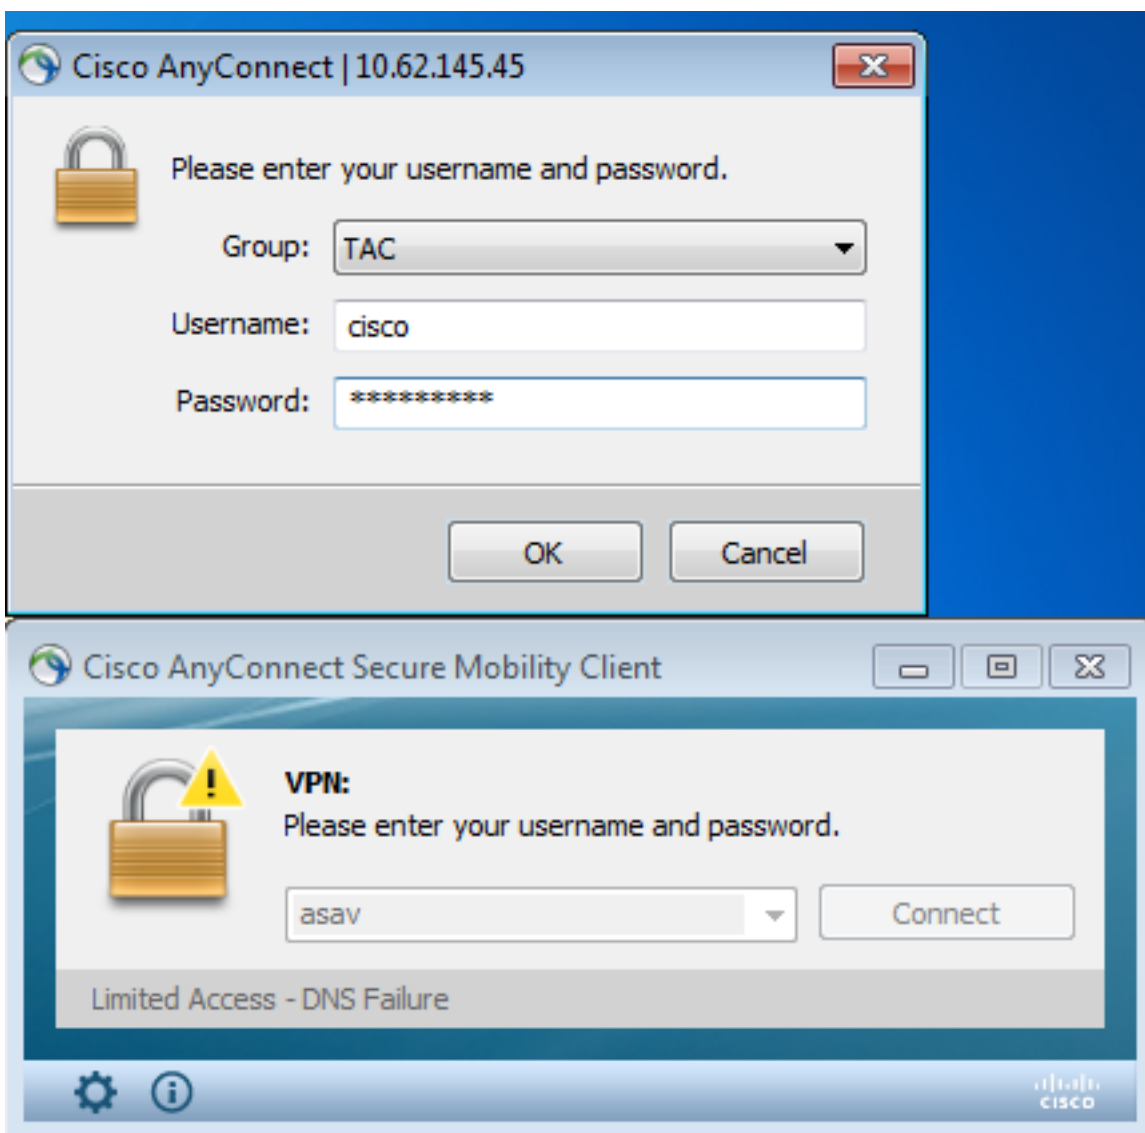 Cisco AnyConnect | 10.62.145.45
Please enter your username and password.
Group: TAC
Username: cisco
Password: *********
OK Cancel
Cisco AnyConnect Secure Mobility Client
VPN:
Please enter your username and password.
asav Connect
Limited Access - DNS Failure
CISCO